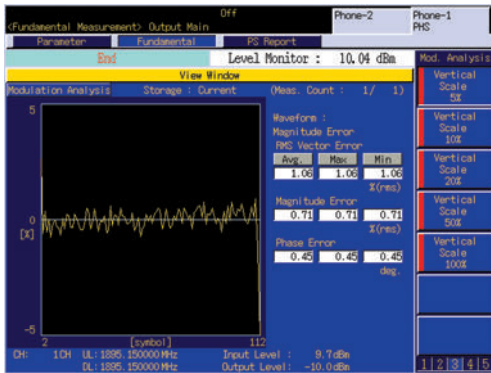 Off
<Fundamental Measurement> Output Main
Phone-2
Phone-1
PHS
Parameter
Fundamental
PS Report
End
Level Monitor : 10.04 dBm
Mod. Analysis
View Window
Modulation Analysis Storage : Current (Meas. Count : 1/ 1)
5
0
[%]
-5
2
[symbol]
112
Waveform :
Magnitude Error
RMS Vector Error
Avg. Max Min
1.06 1.06 1.06
%(rms)
Magnitude Error
0.71 0.71 0.71
%(rms)
Phase Error
0.45 0.45 0.45
deg.
CH: 1CH UL: 1895.150000MHz Input Level : 9.7dBm
DL: 1895.150000MHz Output Level: -10.0dBm
Vertical
Scale
5%
Vertical
Scale
10%
Vertical
Scale
20%
Vertical
Scale
50%
Vertical
Scale
100%
1 2 3 4 5